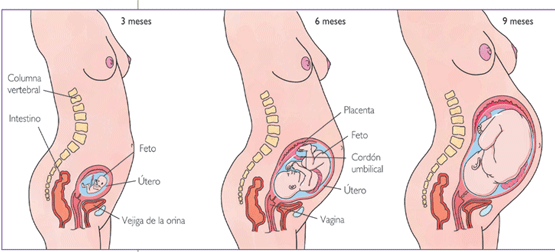 3 meses
Columna
vertebral
Intestino
Feto
Útero
Vejiga de la orina
6 meses
Placenta
Feto
Cordón
umbilical
Útero
Vagina
9 meses